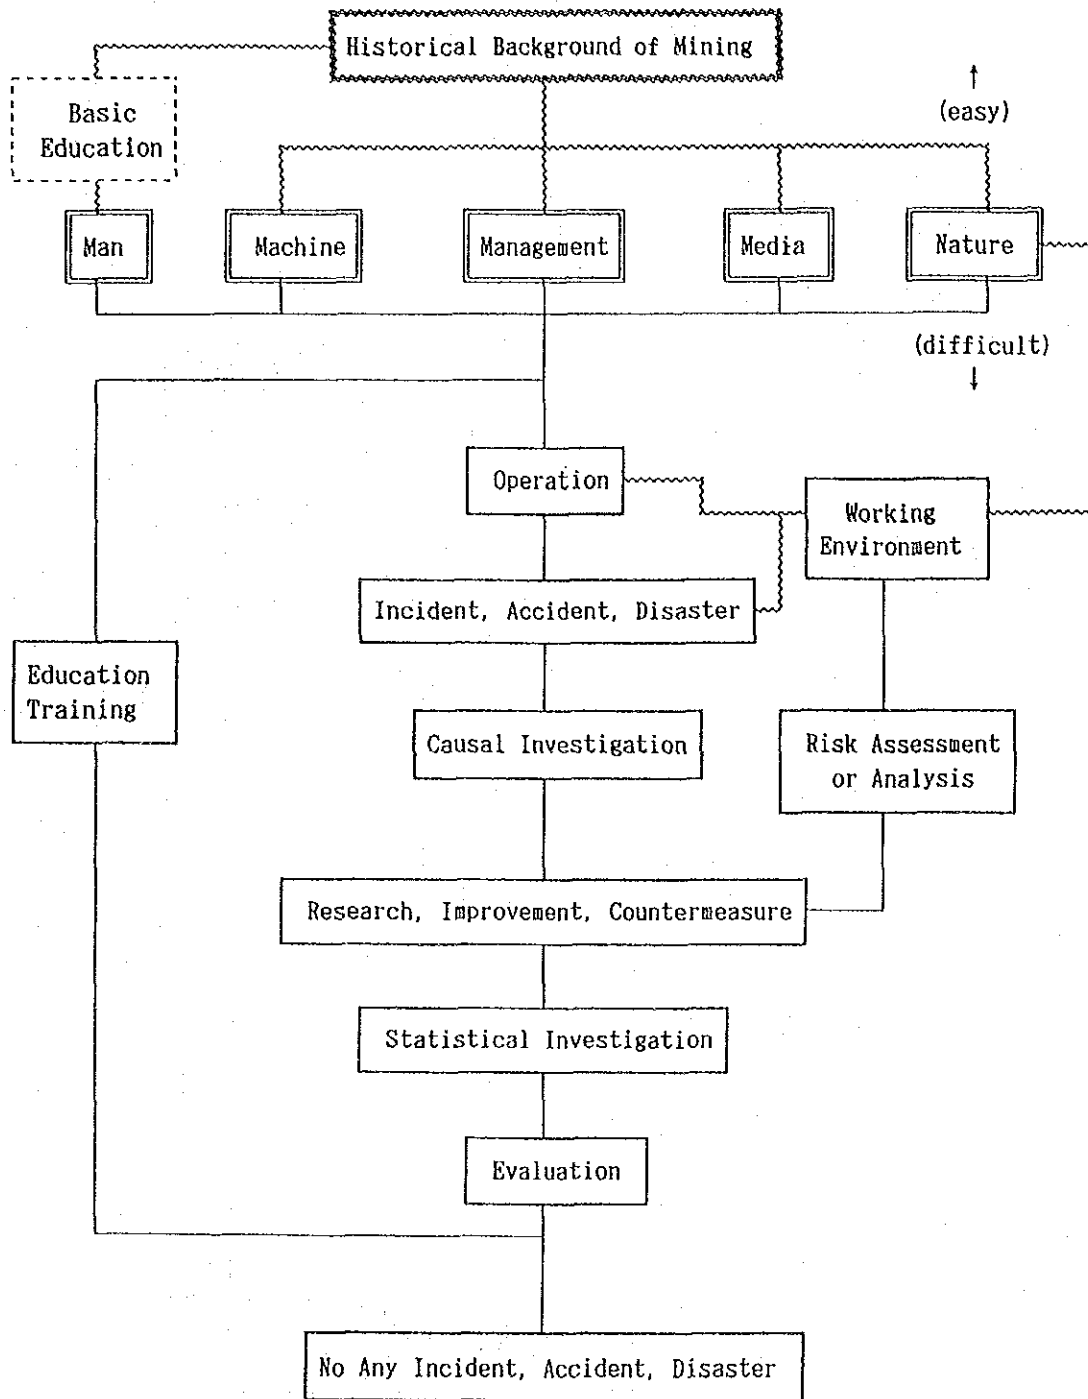 Historical Background of Mining
↑
(easy)
Basic
Education
Man
Machine
Management
Media
Nature
(difficult)
↓
Operation
Working
Environment
Incident, Accident, Disaster
Education
Training
Causal Investigation
Risk Assessment
or Analysis
Research, Improvement, Countermeasure
Statistical Investigation
Evaluation
No Any Incident, Accident, Disaster